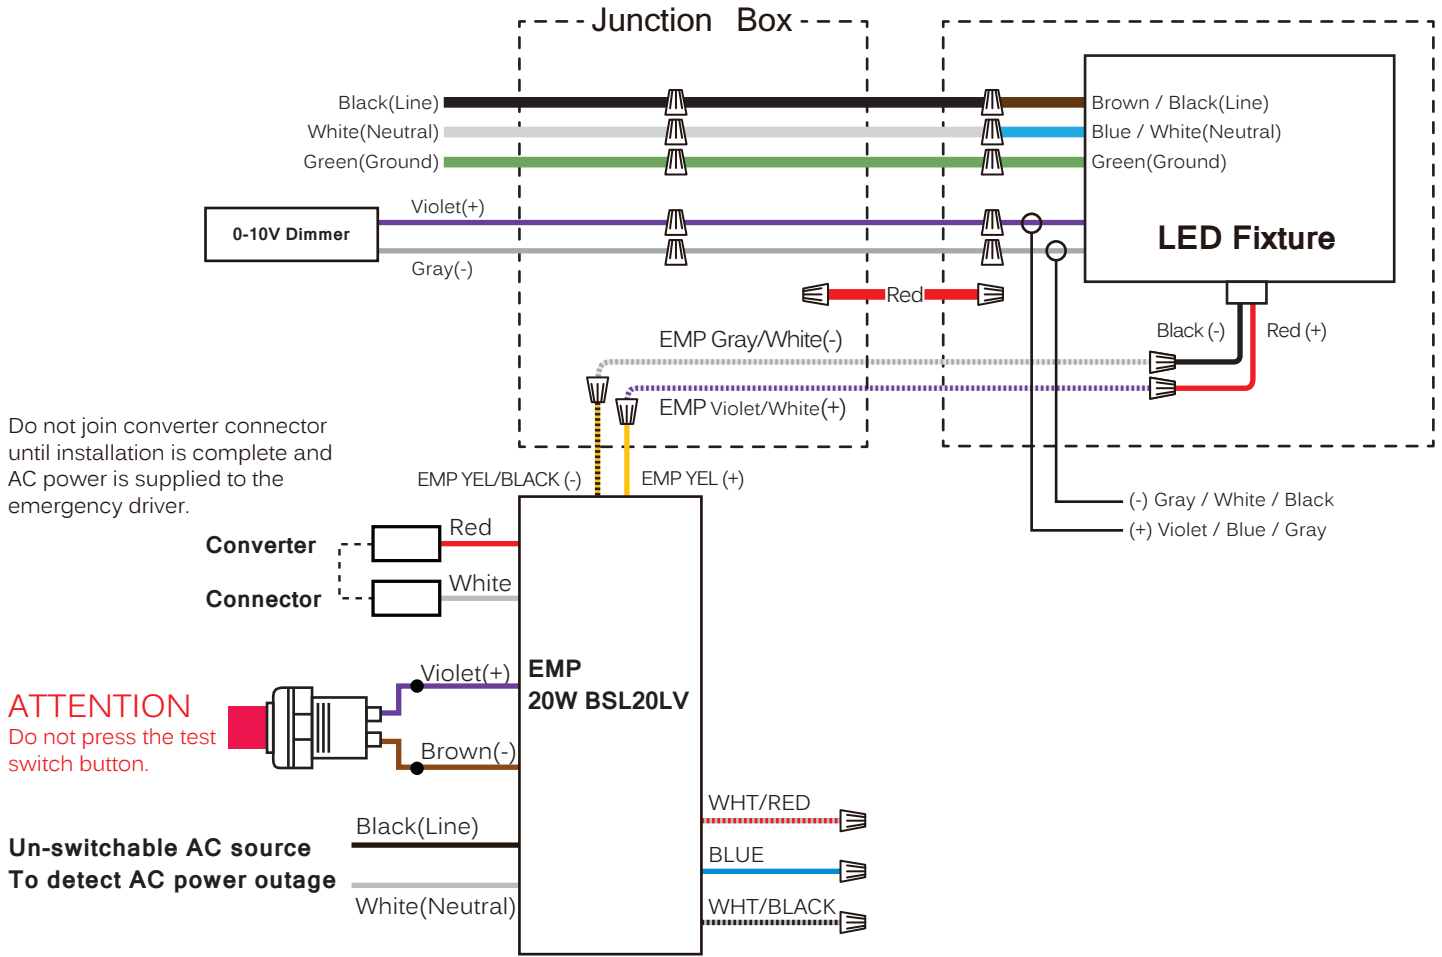 Junction Box
Black(Line)
White(Neutral)
Green(Ground)
Brown / Black(Line)
Blue / White(Neutral)
Green(Ground)
Violet(+)
0-10V Dimmer
Gray(-)
LED Fixture
Red
Black (-)
Red (+)
EMP Gray/White(-)
EMP Violet/White(+)
Do not join converter connector
until installation is complete and
AC power is supplied to the
emergency driver.
EMP YEL/BLACK (-)
EMP YEL (+)
(-) Gray / White / Black
(+) Violet / Blue / Gray
Converter
Red
Connector
White
EMP
20W BSL20LV
Violet(+)
ATTENTION
Do not press the test
switch button.
Brown(-)
Black(Line)
Un-switchable AC source
To detect AC power outage
White(Neutral)
WHT/RED
BLUE
WHT/BLACK